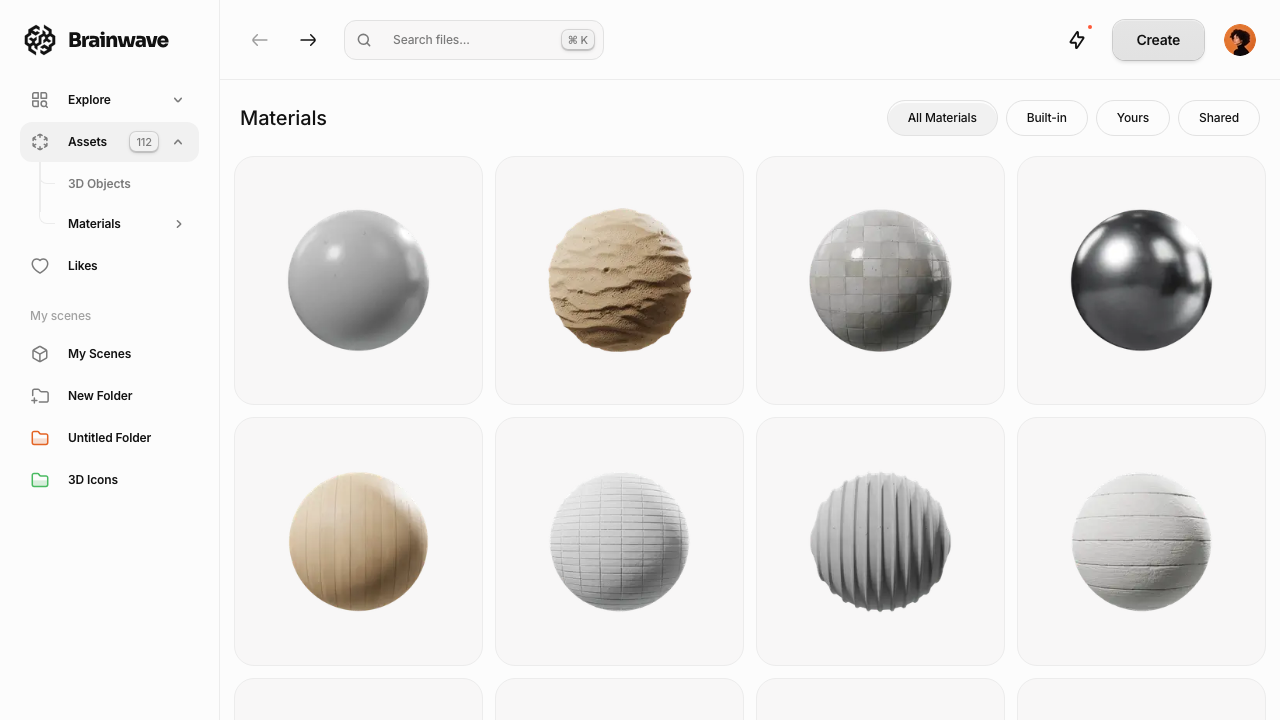 Brainwave
Search files...
⌘ K
Create
Explore
Assets
112
3D Objects
Materials
Likes
My scenes
My Scenes
New Folder
Untitled Folder
3D Icons
Materials
All Materials
Built-in
Yours
Shared